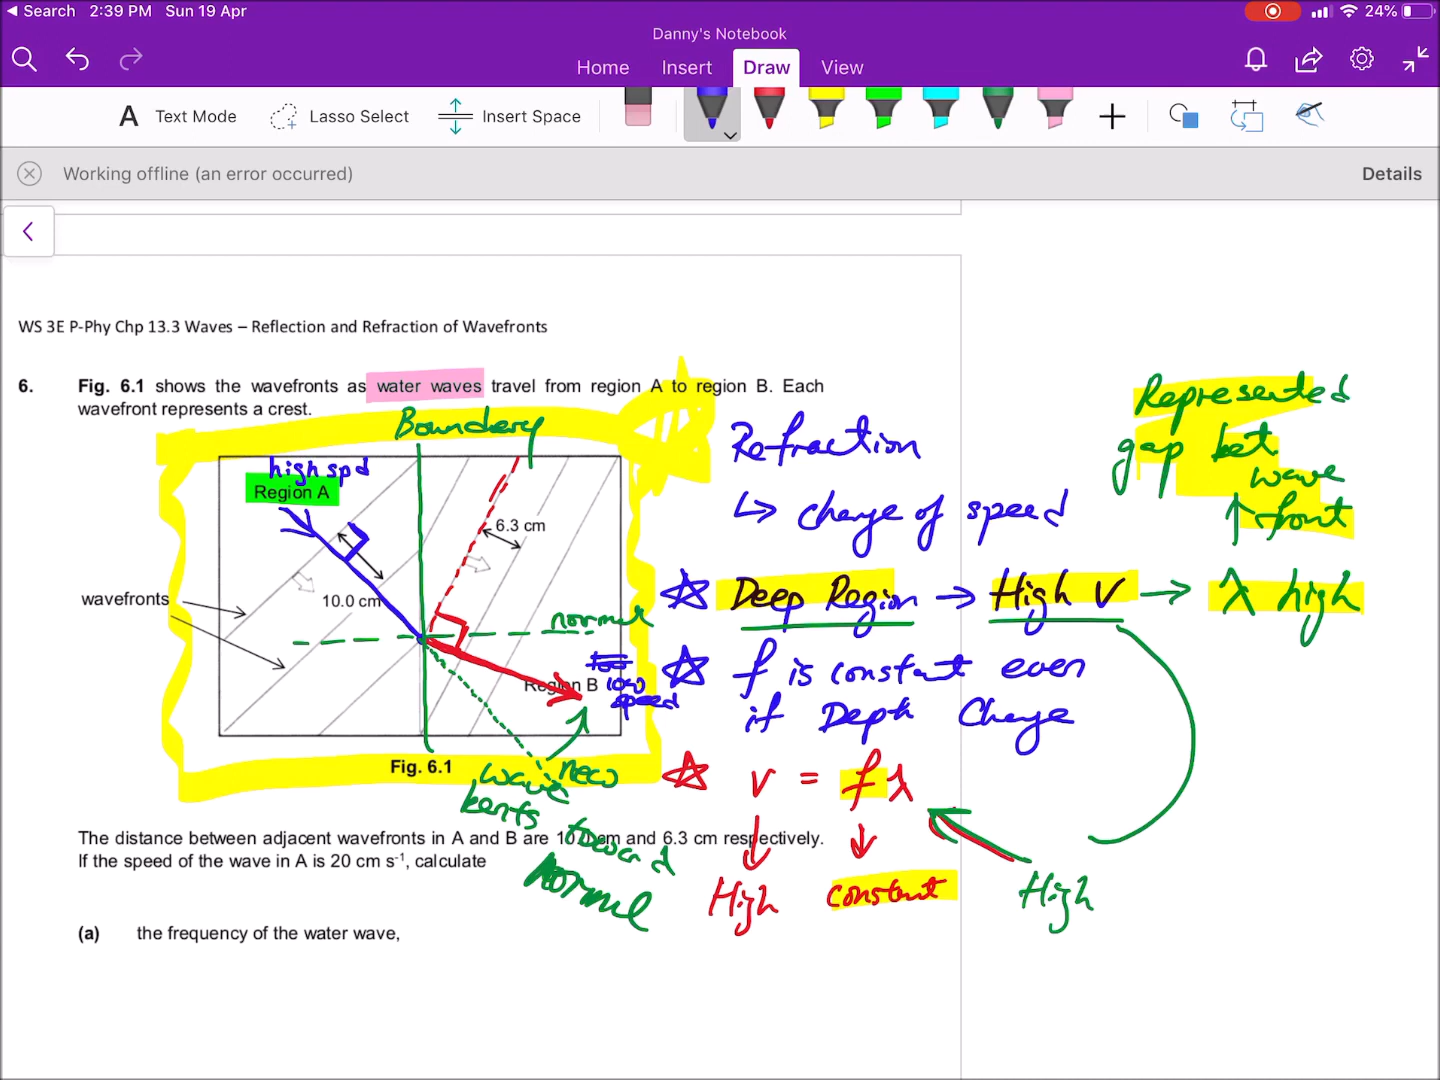 Search 2:39 PM Sun 19 Apr
24%
Danny's Notebook
Home Insert Draw View
A Text Mode Lasso Select Insert Space
Working offline (an error occurred)
Details
WS 3E P-Phy Chp 13.3 Waves – Reflection and Refraction of Wavefronts
6. Fig. 6.1 shows the wavefronts as water waves travel from region A to region B. Each
wavefront represents a crest.
Boundery
high spd
Region A
6.3 cm
wavefronts
10.0 cm
normal
Region B
low
speed
Fig. 6.1
wave
bents
new
toward
normal
Refraction
↳ change of speed
Represented
gap bet
wave
↑ front
☆ Deep Region → High v → λ high
☆ f is constant even
if Depth Change
☆ v = fλ
High
constant
High
The distance between adjacent wavefronts in A and B are 10.0 cm and 6.3 cm respectively.
If the speed of the wave in A is 20 cm s⁻¹, calculate
(a) the frequency of the water wave,